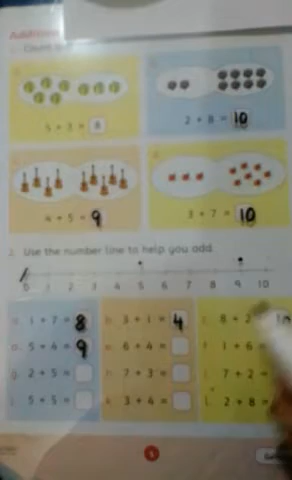 Addition
Count
5 + 3 = 8
2 + 8 = 10
4 + 5 = 9
3 + 7 = 10
2. Use the number line to help you add.
0 1 2 3 4 5 6 7 8 9 10
1 + 7 = 8
3 + 1 = 4
8 + 2
5 + 4 = 9
6 + 4 =
1 + 6 =
g. 2 + 5 =
7 + 3 =
7 + 2 =
5 + 5 =
3 + 4 =
2 + 8 =
5